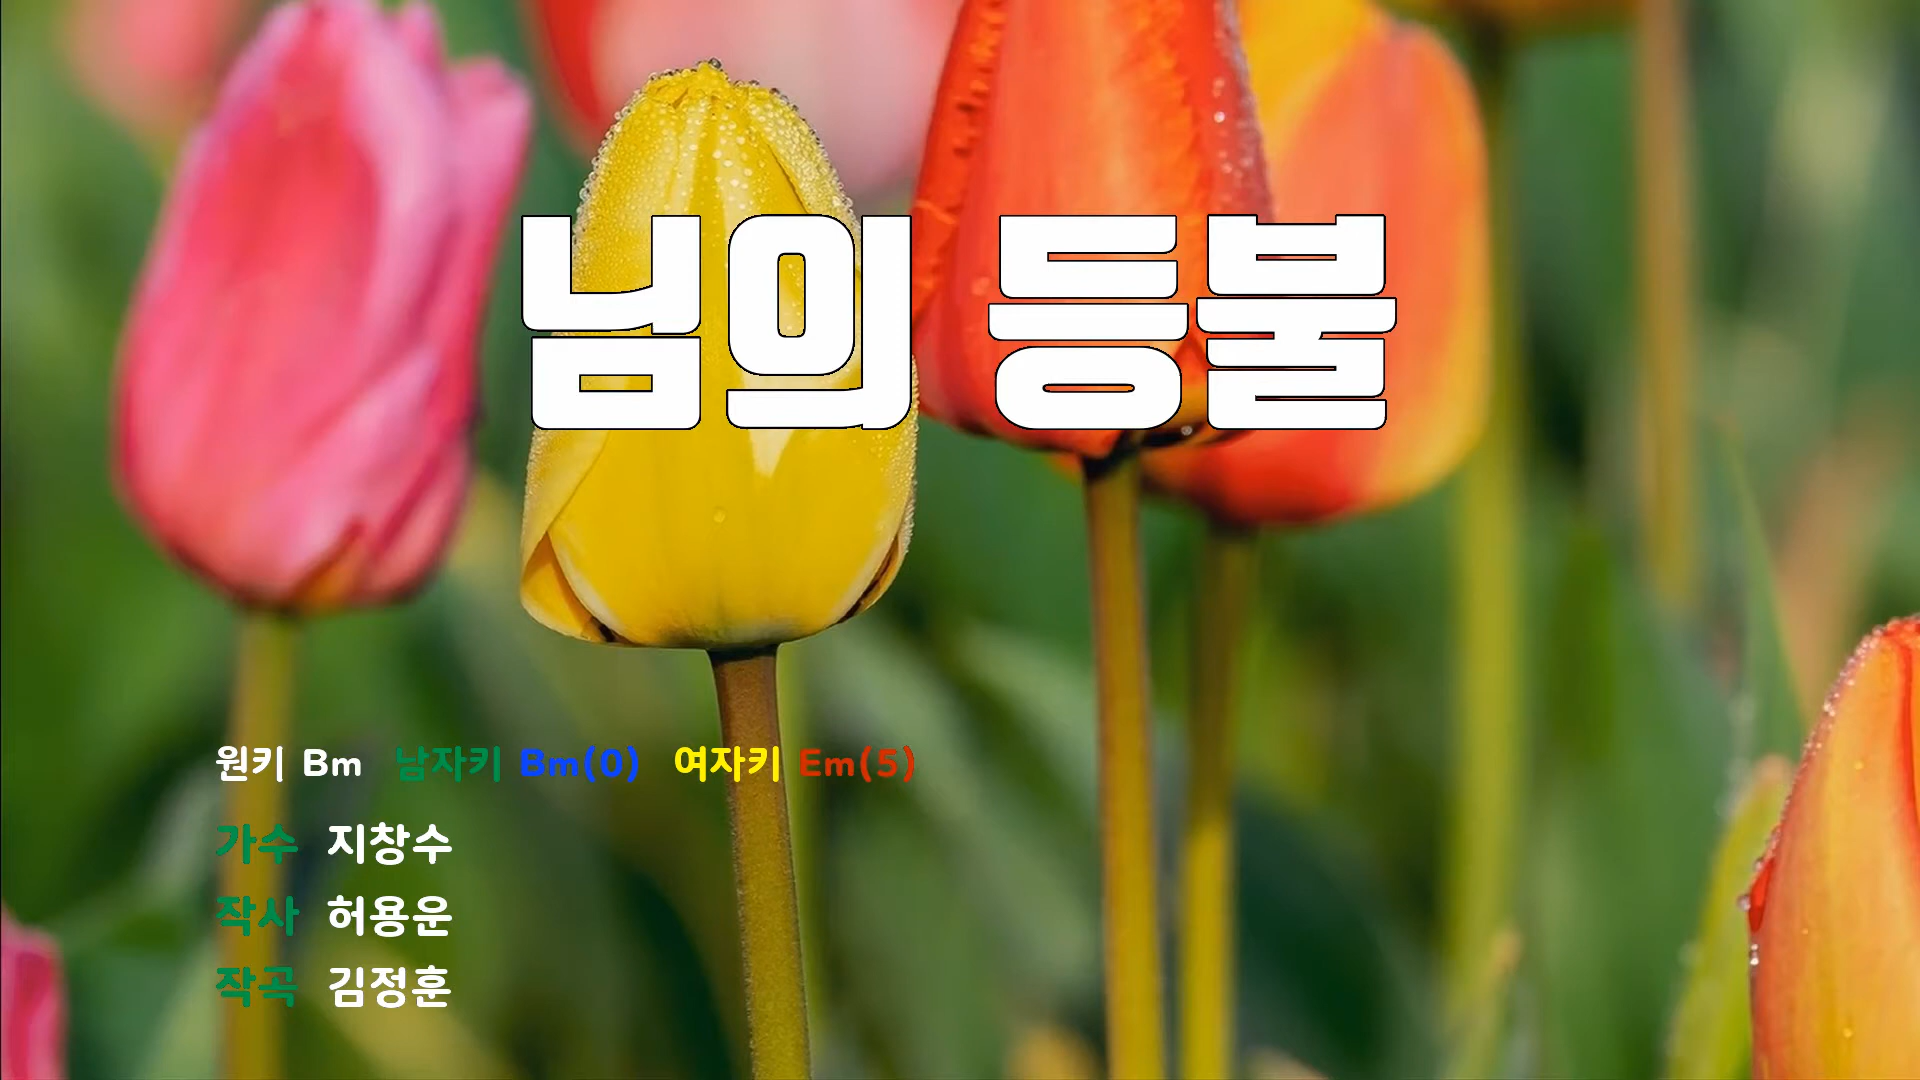 님의 등불
원키 Bm 남자키 Bm(0) 여자키 Em(5)
가수 지창수
작사 허용운
작곡 김정훈